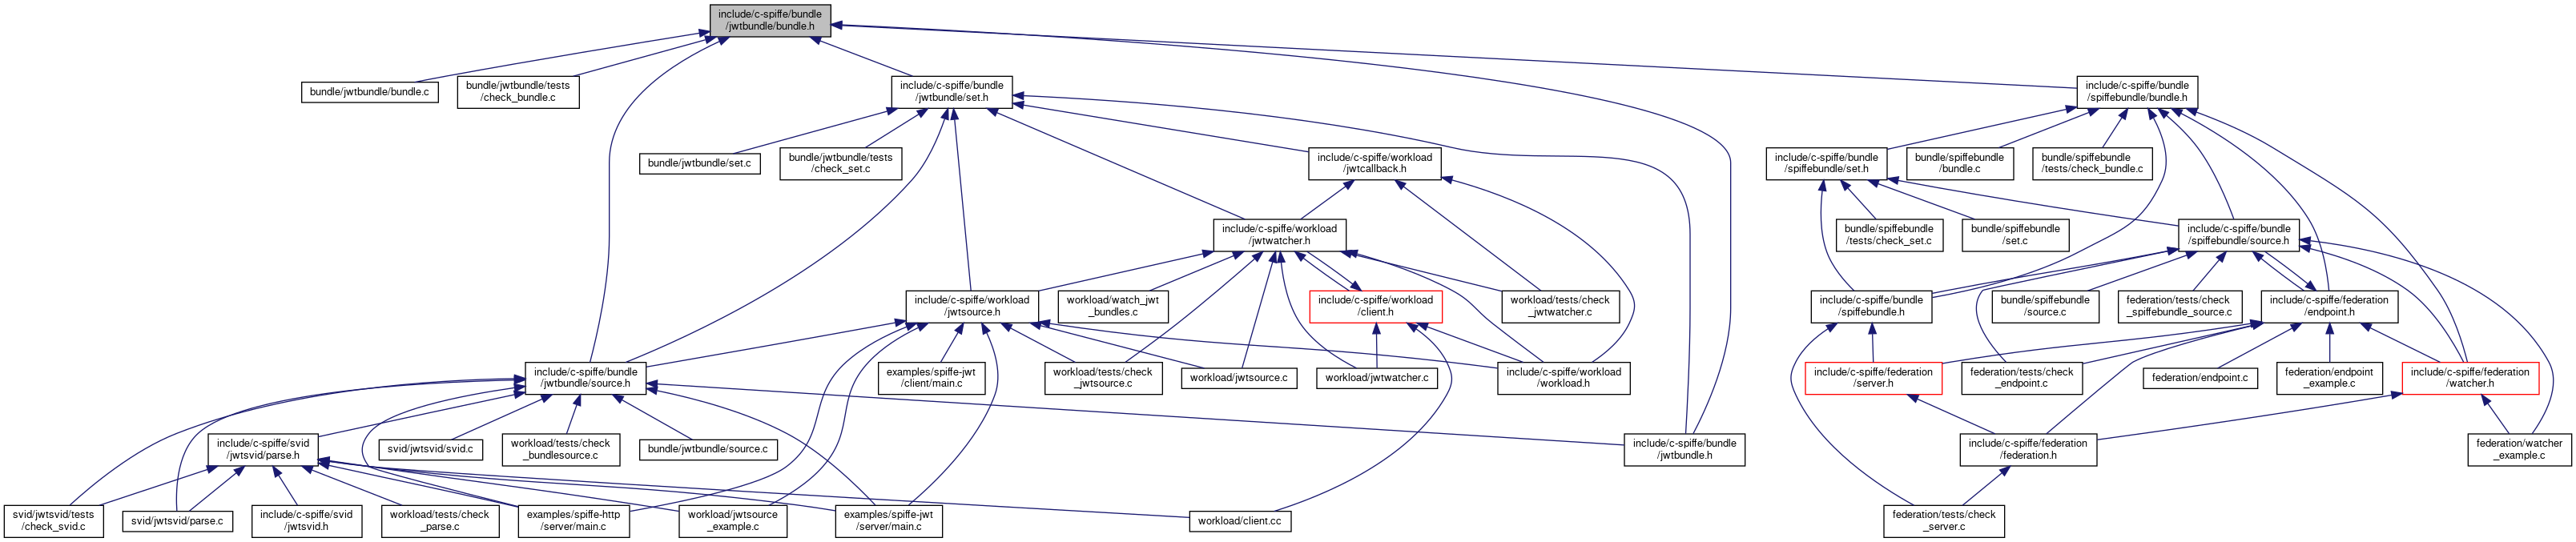 include/c-spiffe/bundle
/jwtbundle/bundle.h
bundle/jwtbundle/bundle.c
bundle/jwtbundle/tests
/check_bundle.c
include/c-spiffe/bundle
/jwtbundle/set.h
include/c-spiffe/bundle
/spiffebundle/bundle.h
bundle/jwtbundle/set.c
bundle/jwtbundle/tests
/check_set.c
include/c-spiffe/workload
/jwtcallback.h
include/c-spiffe/bundle
/spiffebundle/set.h
bundle/spiffebundle
/bundle.c
bundle/spiffebundle
/tests/check_bundle.c
include/c-spiffe/workload
/jwtwatcher.h
bundle/spiffebundle
/tests/check_set.c
bundle/spiffebundle
/set.c
include/c-spiffe/bundle
/spiffebundle/source.h
include/c-spiffe/workload
/jwtsource.h
workload/watch_jwt
_bundles.c
include/c-spiffe/workload
/client.h
workload/tests/check
_jwtwatcher.c
include/c-spiffe/bundle
/spiffebundle.h
bundle/spiffebundle
/source.c
federation/tests/check
_spiffebundle_source.c
include/c-spiffe/federation
/endpoint.h
include/c-spiffe/bundle
/jwtbundle/source.h
examples/spiffe-jwt
/client/main.c
workload/tests/check
_jwtsource.c
workload/jwtsource.c
workload/jwtwatcher.c
include/c-spiffe/workload
/workload.h
include/c-spiffe/federation
/server.h
federation/tests/check
_endpoint.c
federation/endpoint.c
federation/endpoint
_example.c
include/c-spiffe/federation
/watcher.h
include/c-spiffe/svid
/jwtsvid/parse.h
svid/jwtsvid/svid.c
workload/tests/check
_bundlesource.c
bundle/jwtbundle/source.c
include/c-spiffe/bundle
/jwtbundle.h
include/c-spiffe/federation
/federation.h
federation/watcher
_example.c
svid/jwtsvid/tests
/check_svid.c
svid/jwtsvid/parse.c
include/c-spiffe/svid
/jwtsvid.h
workload/tests/check
_parse.c
examples/spiffe-http
/server/main.c
workload/jwtsource
_example.c
examples/spiffe-jwt
/server/main.c
workload/client.cc
federation/tests/check
_server.c